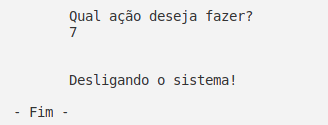 Qual ação deseja fazer?
7
Desligando o sistema!
- Fim -